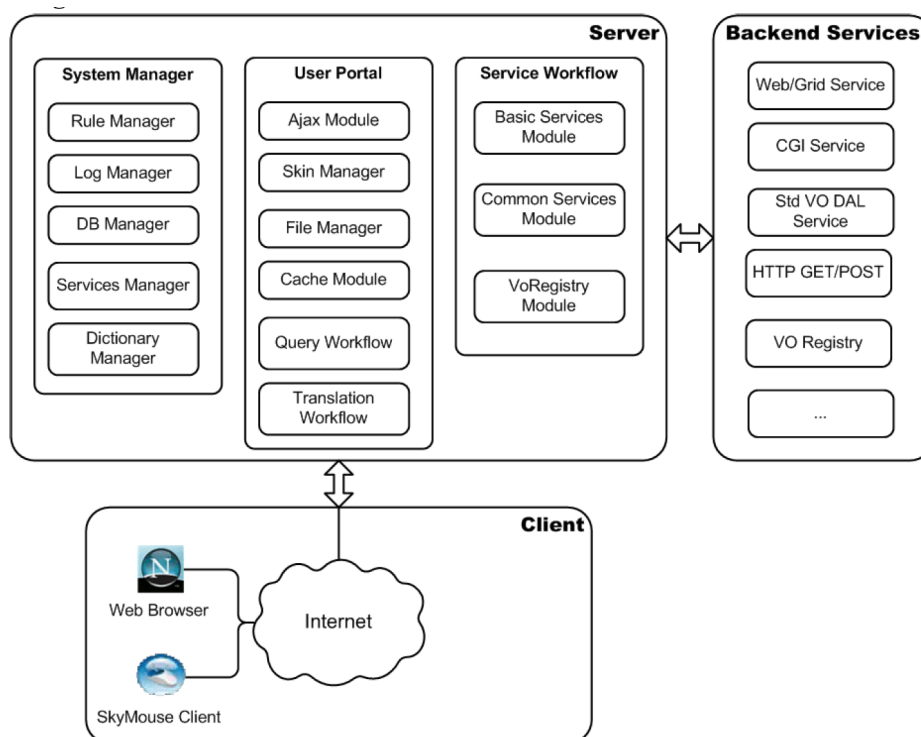 Server
System Manager
Rule Manager
Log Manager
DB Manager
Services Manager
Dictionary
Manager
User Portal
Ajax Module
Skin Manager
File Manager
Cache Module
Query Workflow
Translation
Workflow
Service Workflow
Basic Services
Module
Common Services
Module
VoRegistry
Module
Backend Services
Web/Grid Service
CGI Service
Std VO DAL
Service
HTTP GET/POST
VO Registry
...
Client
N
Web Browser
Internet
SkyMouse Client